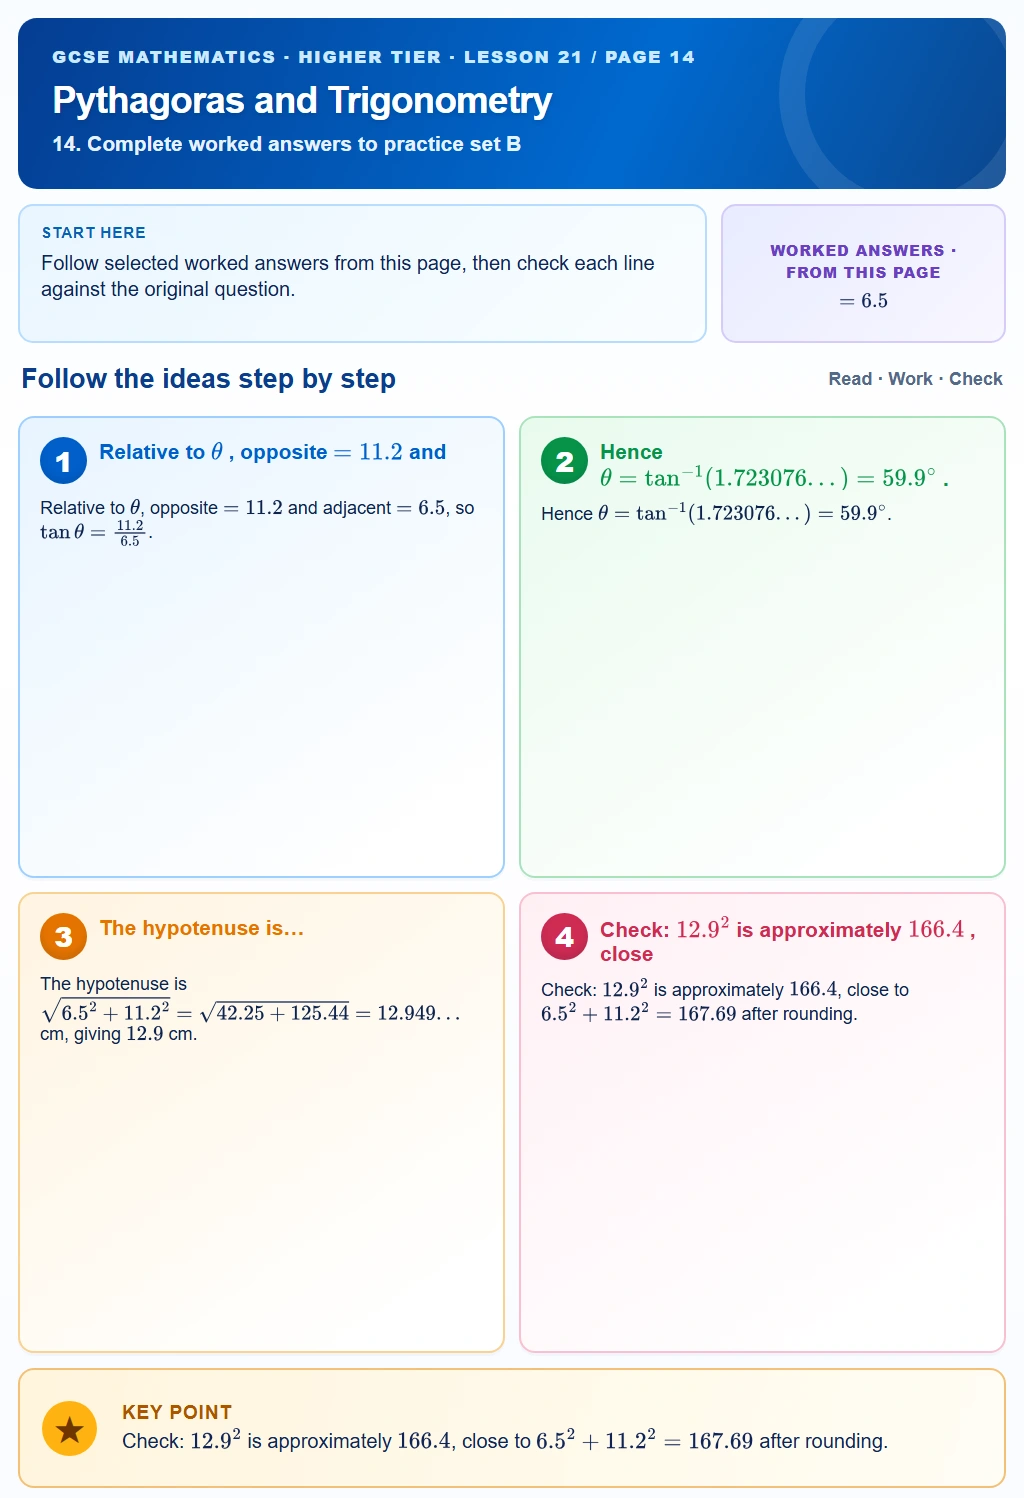 GCSE MATHEMATICS · HIGHER TIER · LESSON 21 / PAGE 14
Pythagoras and Trigonometry
14. Complete worked answers to practice set B
START HERE
Follow selected worked answers from this page, then check each line
against the original question.
WORKED ANSWERS ·
FROM THIS PAGE
= 6.5
Follow the ideas step by step
Read · Work · Check
1
Relative to θ , opposite = 11.2 and
Relative to θ, opposite = 11.2 and adjacent = 6.5, so
tan θ = 11.2/6.5.
2
Hence
θ = tan⁻¹(1.723076...) = 59.9° .
Hence θ = tan⁻¹(1.723076...) = 59.9°.
3
The hypotenuse is...
The hypotenuse is
√(6.5² + 11.2²) = √(42.25 + 125.44) = 12.949...
cm, giving 12.9 cm.
4
Check: 12.9² is approximately 166.4 ,
close
Check: 12.9² is approximately 166.4, close to
6.5² + 11.2² = 167.69 after rounding.
KEY POINT
Check: 12.9² is approximately 166.4, close to 6.5² + 11.2² = 167.69 after rounding.